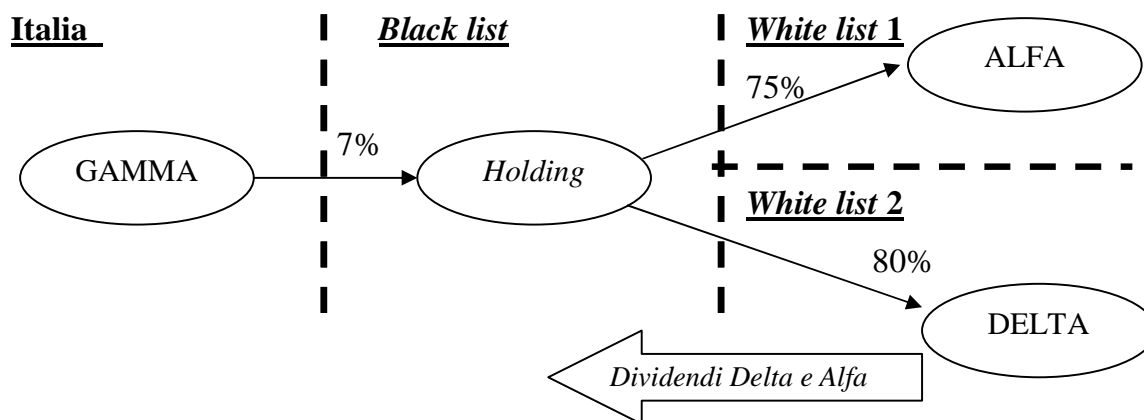 Italia
Black list
White list 1
ALFA
75%
7%
GAMMA
Holding
White list 2
80%
DELTA
Dividendi Delta e Alfa